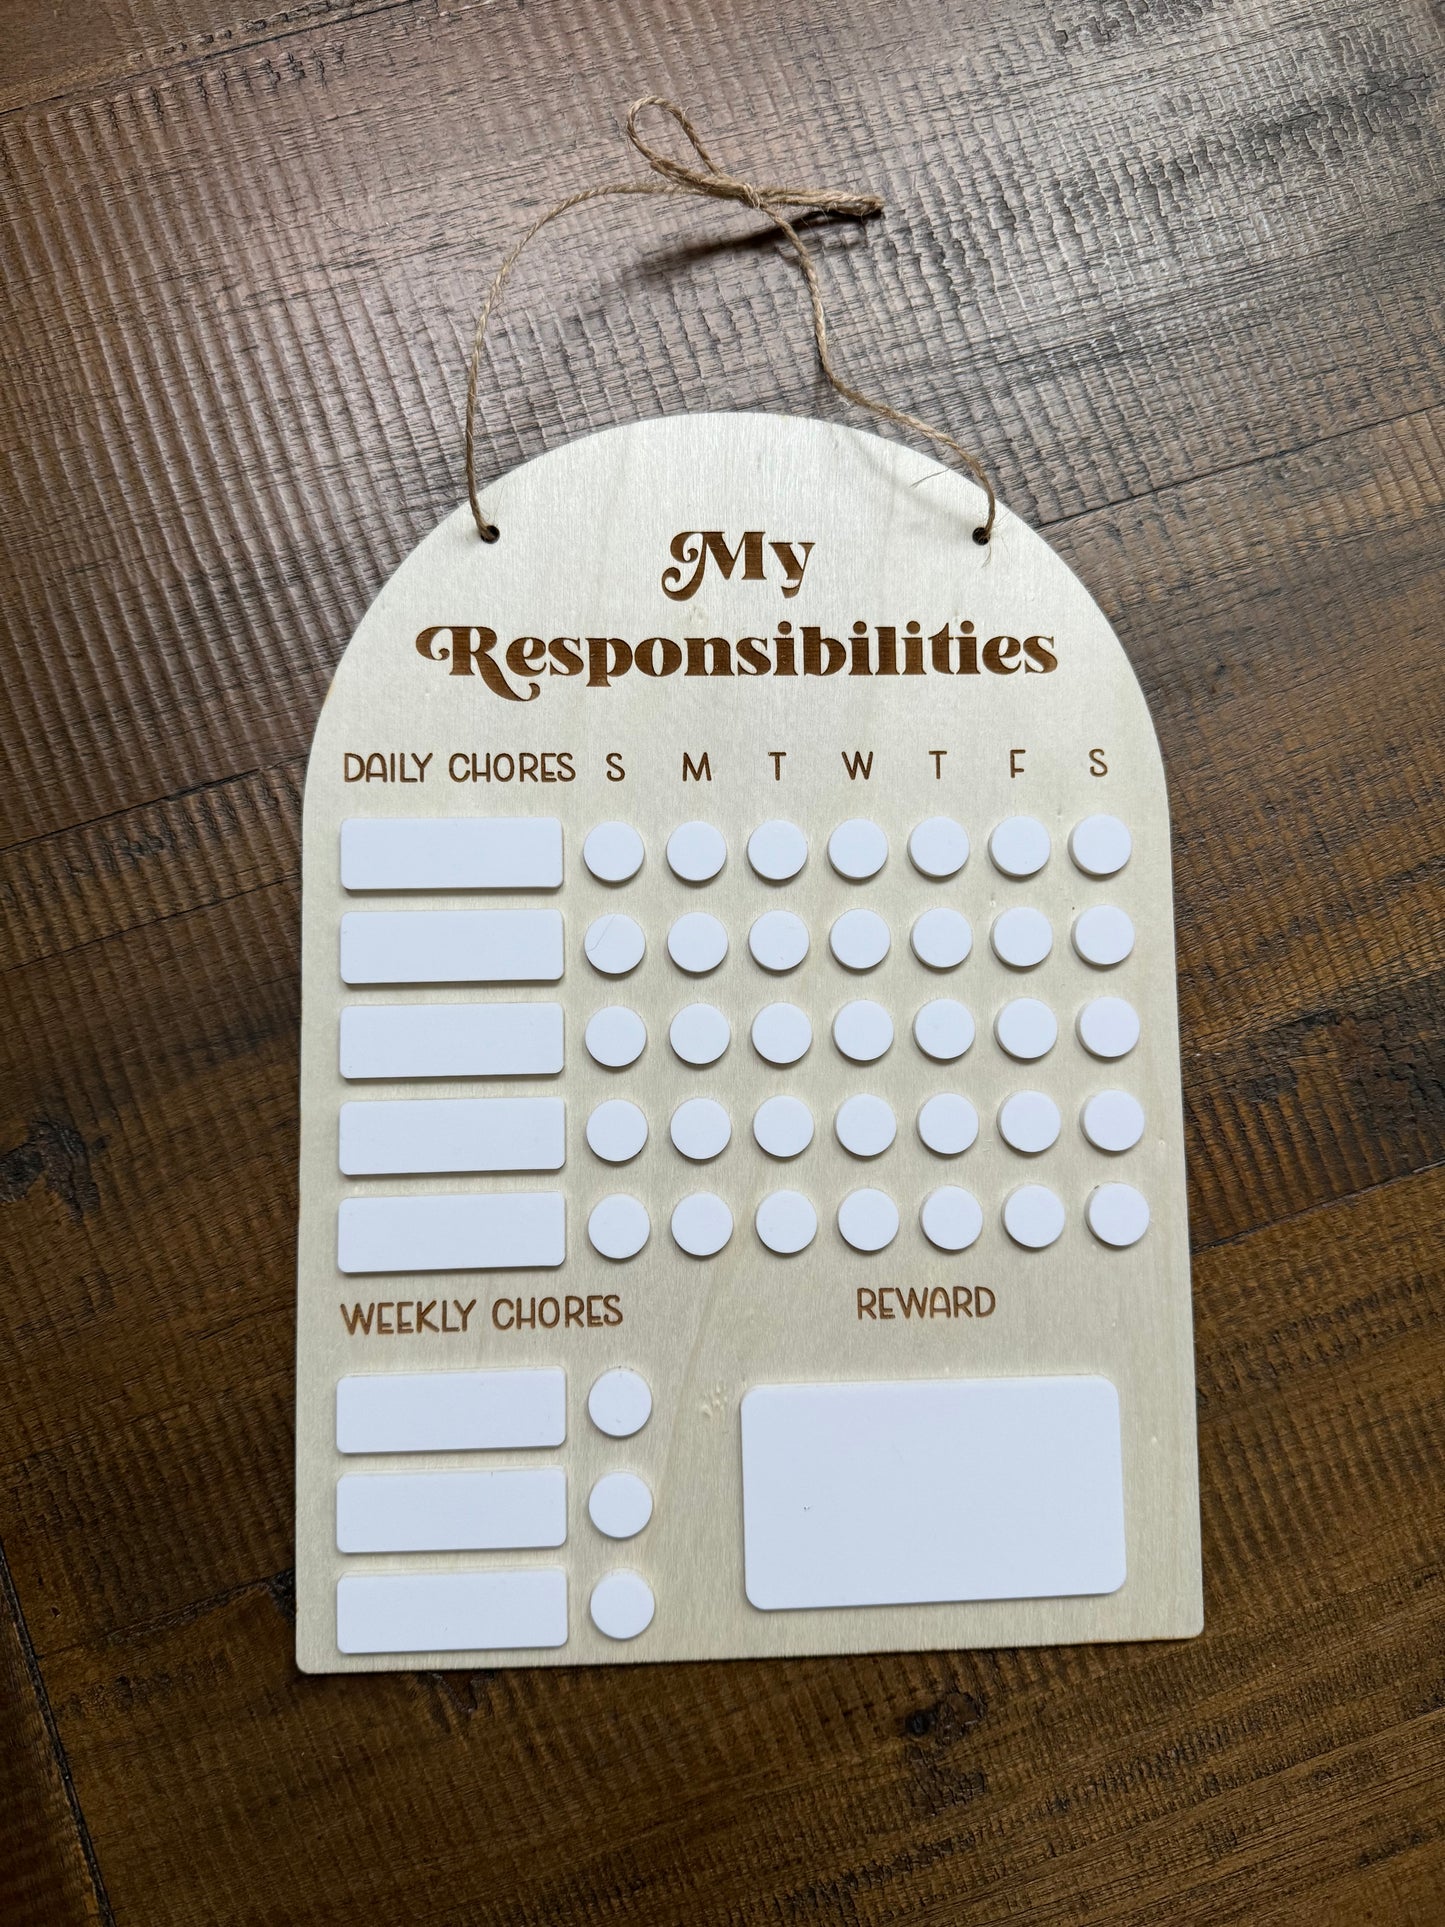 My
Responsibilities
DAILY CHORES S M T W T F S
WEEKLY CHORES
REWARD